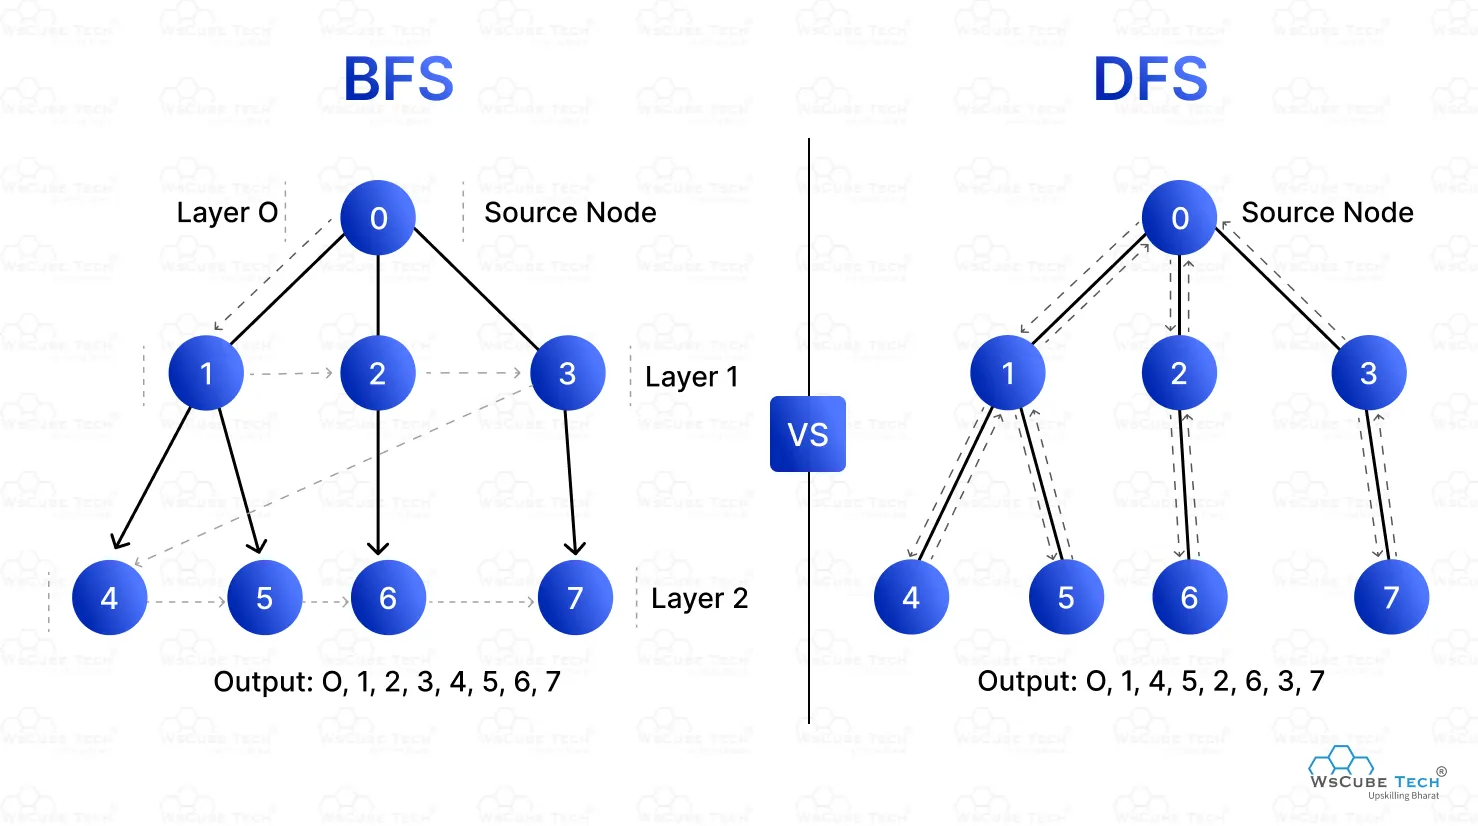 BFS
Layer O
0
Source Node
1
2
3
Layer 1
4
5
6
7
Layer 2
Output: O, 1, 2, 3, 4, 5, 6, 7
VS
DFS
0
Source Node
1
2
3
4
5
6
7
Output: O, 1, 4, 5, 2, 6, 3, 7
WsCube Tech®
Upskilling Bharat